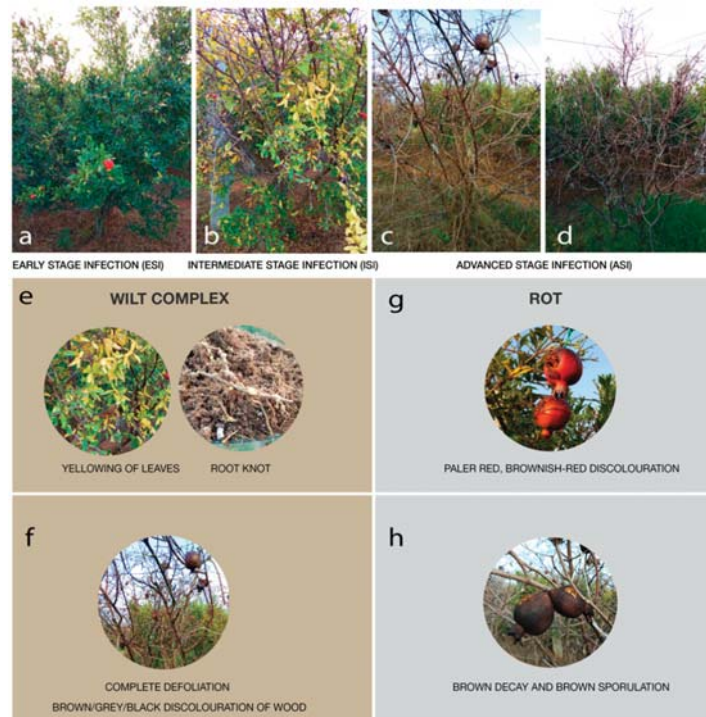 a
b
c
d
EARLY STAGE INFECTION (ESI)
INTERMEDIATE STAGE INFECTION (ISI)
ADVANCED STAGE INFECTION (ASI)
e
WILT COMPLEX
YELLOWING OF LEAVES
ROOT KNOT
g
ROT
PALER RED, BROWNISH-RED DISCOLOURATION
f
COMPLETE DEFOLIATION
BROWN/GREY/BLACK DISCOLOURATION OF WOOD
h
BROWN DECAY AND BROWN SPORULATION